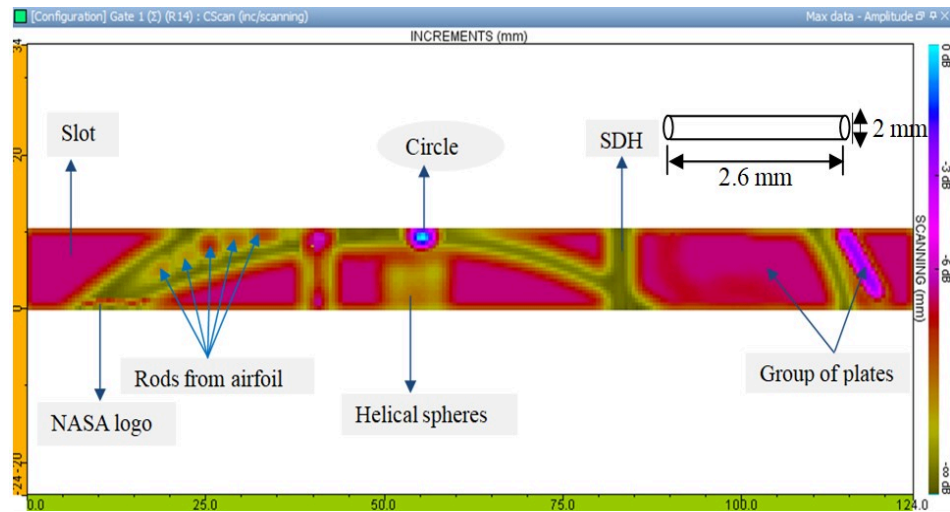 [Configuration] Gate 1 (Σ) (R14) : CScan (inc/scanning)
Max data - Amplitude
INCREMENTS (mm)
34
20
0
-20
-24
0 dB
-3 dB
-6 dB
-∞ dB
SCANNING (mm)
Slot
Circle
SDH
2 mm
2.6 mm
Rods from airfoil
NASA logo
Helical spheres
Group of plates
0.0
25.0
50.0
75.0
100.0
124.0